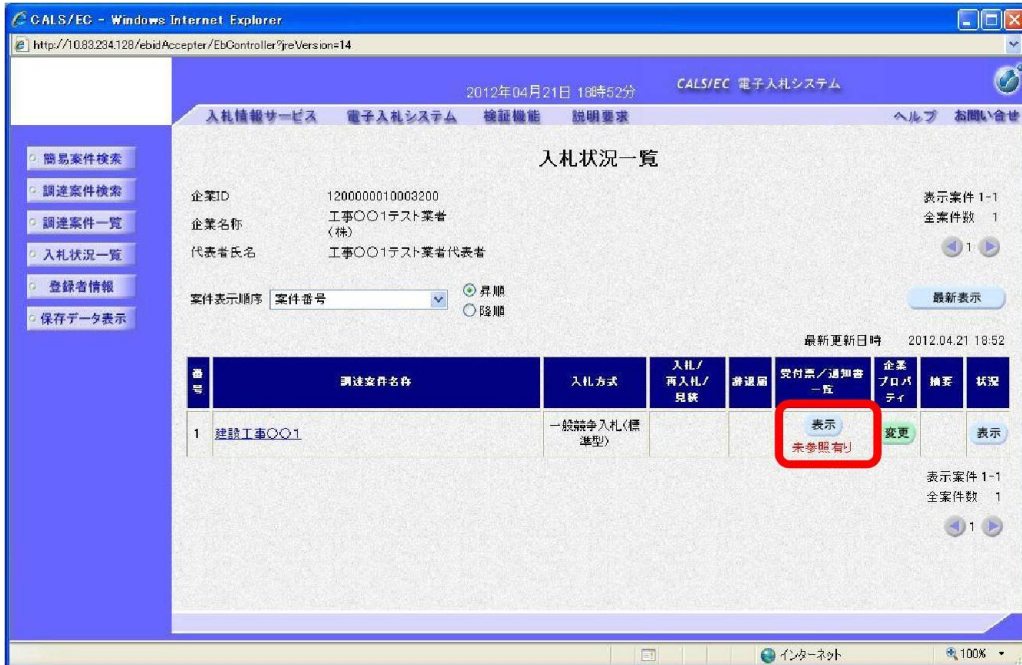 CALS/EC - Windows Internet Explorer
http://10.83.234.128/ebidAccepter/EbController?jreVersion=14
2012年04月21日 18時52分
CALS/EC 電子入札システム
入札情報サービス 電子入札システム 検証機能 説明要求 ヘルプ お問い合せ
簡易案件検索
調達案件検索
調達案件一覧
入札状況一覧
登録者情報
保存データ表示
入札状況一覧
企業ID 1200000010003200
企業名称 工事〇〇1テスト業者
(株)
代表者氏名 工事〇〇1テスト業者代表者
表示案件 1-1
全案件数 1
1
案件表示順序 案件番号
昇順
降順
最新表示
最新更新日時 2012.04.21 18:52
番号 調達案件名称 入札方式 入札/再入札/見積 辞退届 受付票/通知書一覧 企業プロパティ 摘要 状況
1 建設工事〇〇1 一般競争入札(標準型) 表示 変更 表示
未参照有り
表示案件 1-1
全案件数 1
1
インターネット 100%